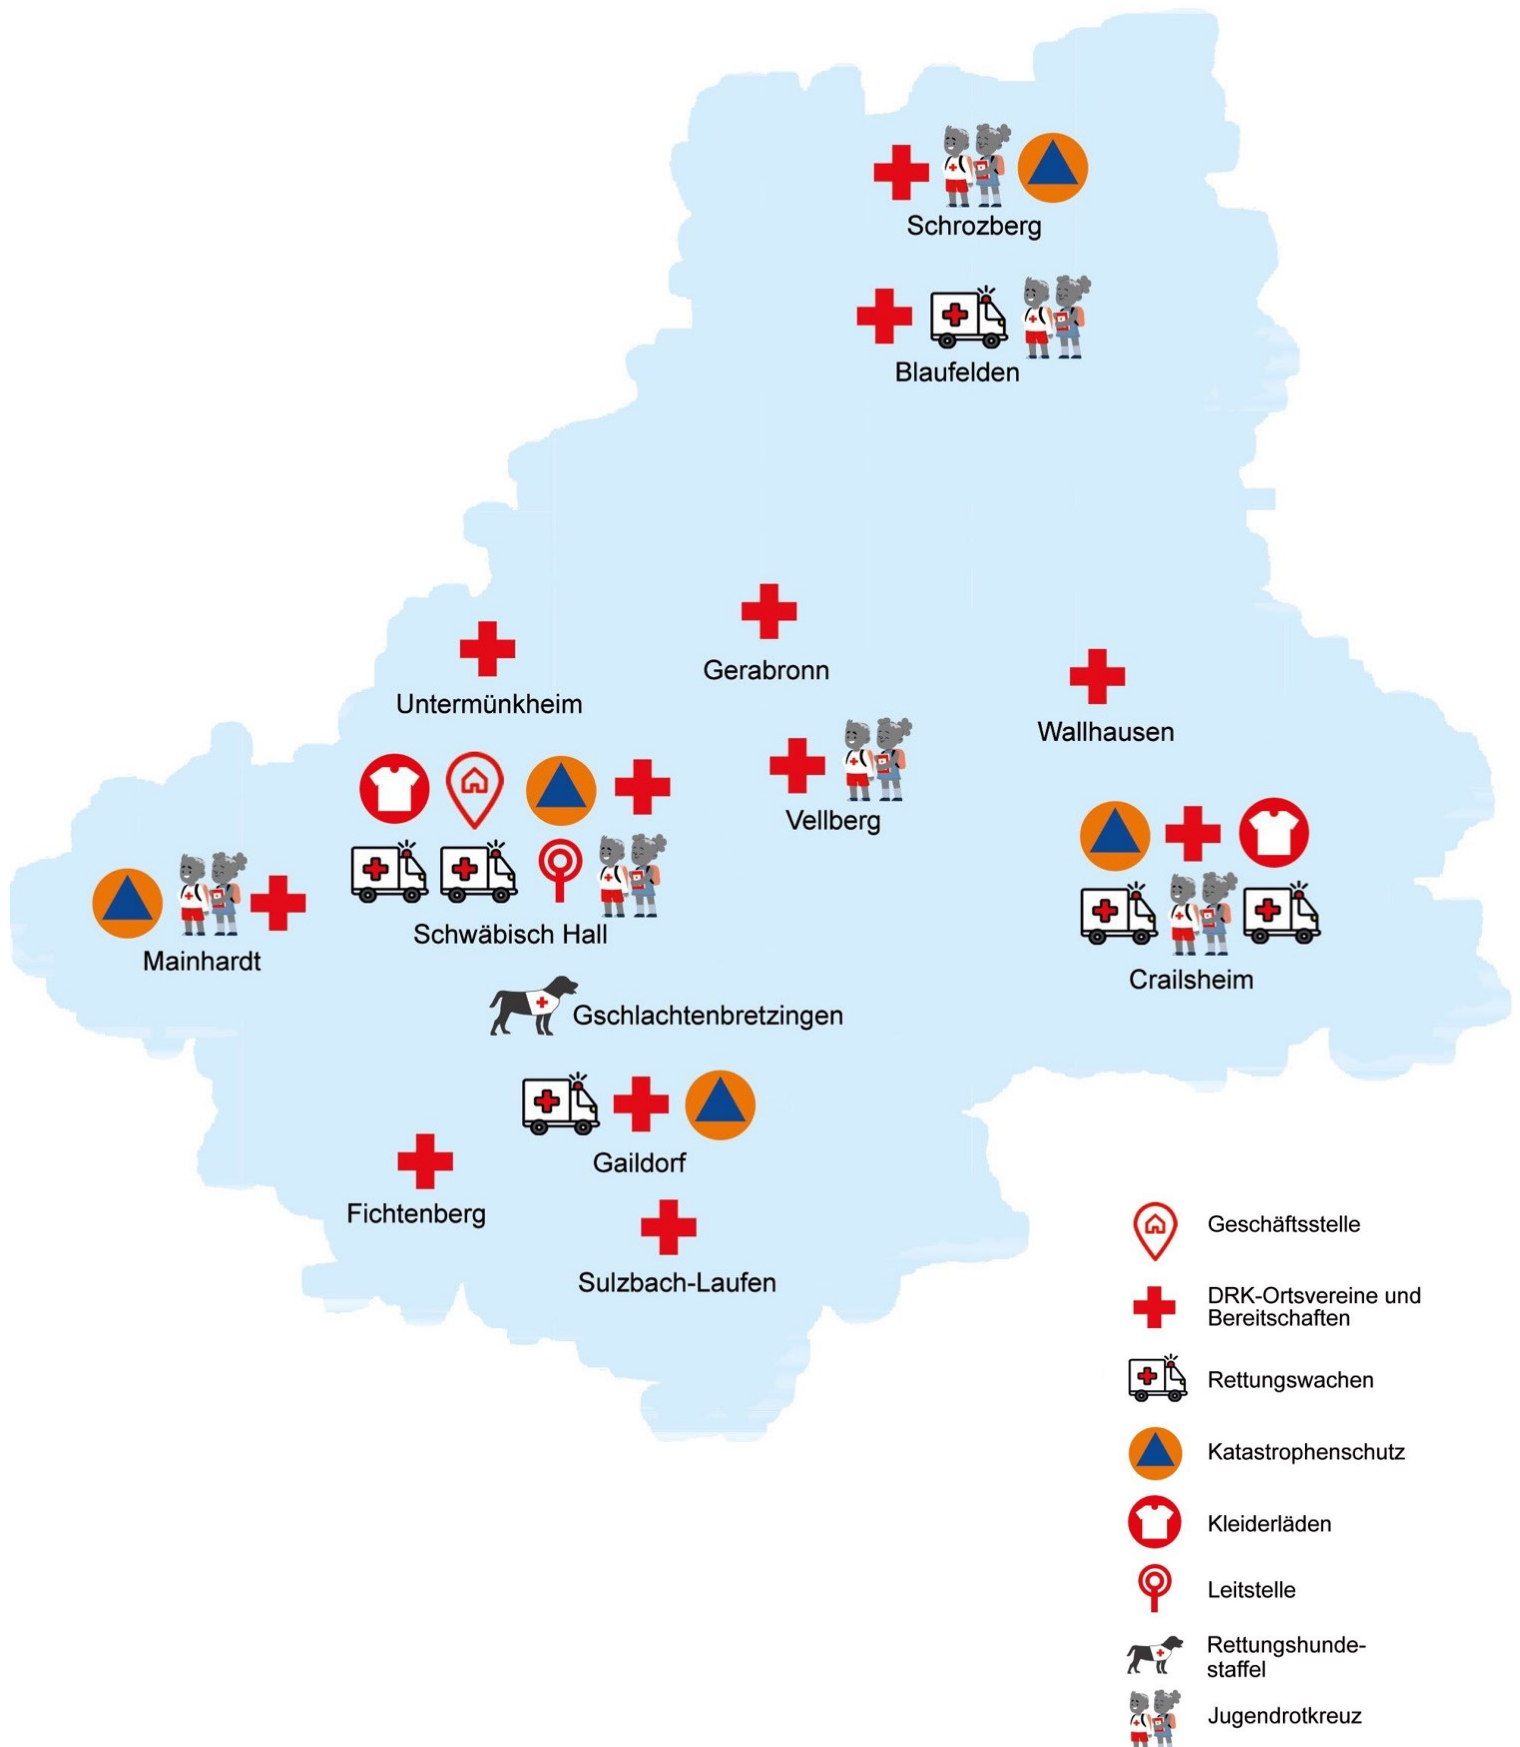 Schrozberg
Blaufelden
Gerabronn
Untermünkheim
Wallhausen
Vellberg
Schwäbisch Hall
Mainhardt
Crailsheim
Gschlachtenbretzingen
Gaildorf
Fichtenberg
Sulzbach-Laufen
Geschäftsstelle
DRK-Ortsvereine und
Bereitschaften
Rettungswachen
Katastrophenschutz
Kleiderläden
Leitstelle
Rettungshunde-
staffel
Jugendrotkreuz